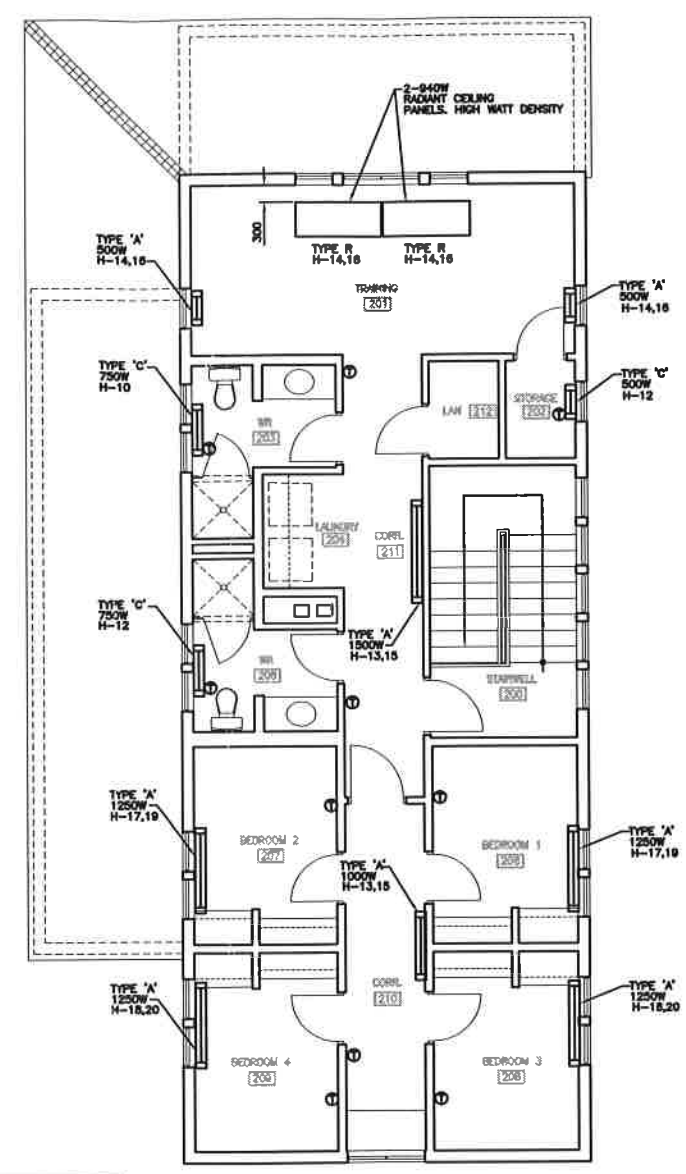 2-940W
RADIANT CEILING
PANELS. HIGH WATT DENSITY
300
TYPE R
H-14,16
TYPE R
H-14,16
TYPE 'A'
500W
H-14,16
TRAINING
201
TYPE 'A'
500W
H-14,16
TYPE 'C'
750W
H-10
TYPE 'C'
500W
H-12
STORAGE
202
LAN 212
WR
203
T
T
T
LAUNDRY
204
CORR.
211
TYPE 'C'
750W
H-12
TYPE 'A'
1500W
H-13,15
WR
STAIRWELL
200
T
T
TYPE 'A'
1250W
H-17,19
T
T
BEDROOM 2
207
BEDROOM 1
TYPE 'A'
1250W
H-17,19
TYPE 'A'
1000W
H-13,15
CORR.
210
TYPE 'A'
1250W
H-18,20
TYPE 'A'
1250W
H-18,20
T
BEDROOM 4
209
BEDROOM 3
208
T
T